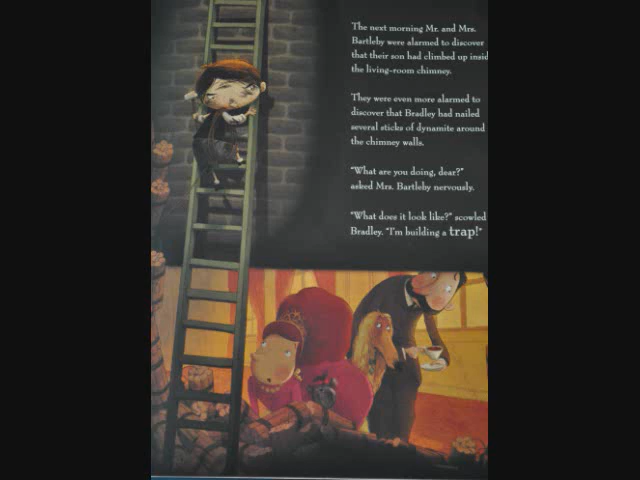 The next morning Mr. and Mrs.
Bartleby were alarmed to discover
that their son had climbed up insid
the living-room chimney.
They were even more alarmed to
discover that Bradley had nailed
several sticks of dynamite around
the chimney walls.
"What are you doing, dear?"
asked Mrs. Bartleby nervously.
"What does it look like?" scowled
Bradley. "I'm building a trap!"